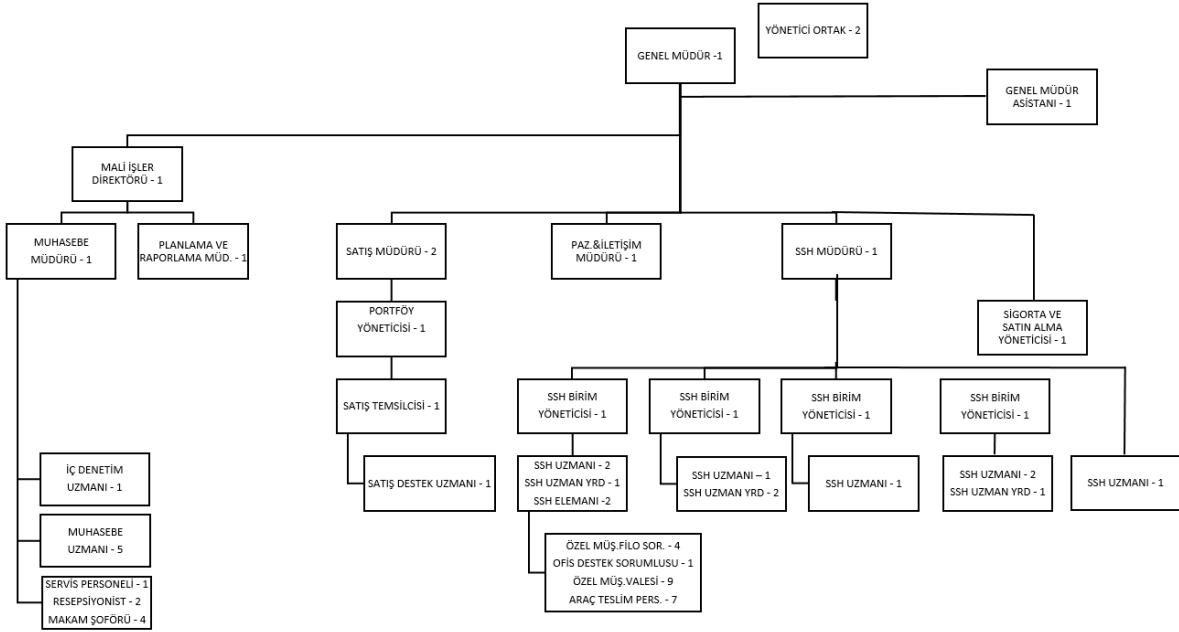 YÖNETİCİ ORTAK - 2
GENEL MÜDÜR -1
GENEL MÜDÜR
ASİSTANI - 1
MALİ İŞLER
DİREKTÖRÜ - 1
MUHASEBE
MÜDÜRÜ - 1
PLANLAMA VE
RAPORLAMA MÜD. - 1
SATIŞ MÜDÜRÜ - 2
PAZ.&İLETİŞİM
MÜDÜRÜ - 1
SSH MÜDÜRÜ - 1
PORTFÖY
YÖNETİCİSİ - 1
SİGORTA VE
SATIN ALMA
YÖNETİCİSİ - 1
SATIŞ TEMSİLCİSİ - 1
SSH BİRİM
YÖNETİCİSİ - 1
SSH BİRİM
YÖNETİCİSİ - 1
SSH BİRİM
YÖNETİCİSİ - 1
SSH BİRİM
YÖNETİCİSİ - 1
İÇ DENETİM
UZMANI - 1
SATIŞ DESTEK UZMANI - 1
SSH UZMANI - 2
SSH UZMAN YRD - 1
SSH ELEMANI -2
SSH UZMANI – 1
SSH UZMAN YRD - 2
SSH UZMANI - 1
SSH UZMANI - 2
SSH UZMAN YRD - 1
SSH UZMANI - 1
MUHASEBE
UZMANI - 5
ÖZEL MÜŞ.FİLO SOR. - 4
OFİS DESTEK SORUMLUSU - 1
ÖZEL MÜŞ.VALESİ - 9
ARAÇ TESLİM PERS. - 7
SERVİS PERSONELİ - 1
RESEPSİYONİST - 2
MAKAM ŞOFÖRÜ - 4